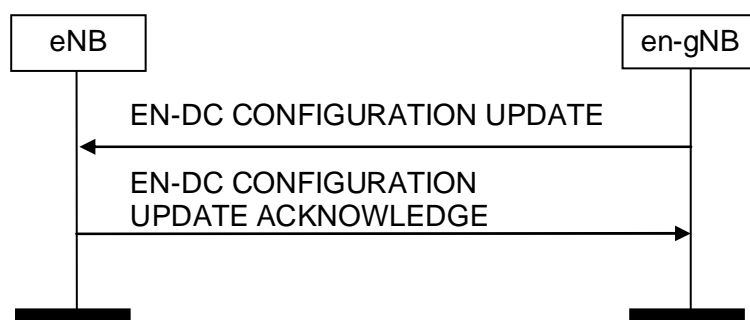 eNB
en-gNB
EN-DC CONFIGURATION UPDATE
EN-DC CONFIGURATION
UPDATE ACKNOWLEDGE